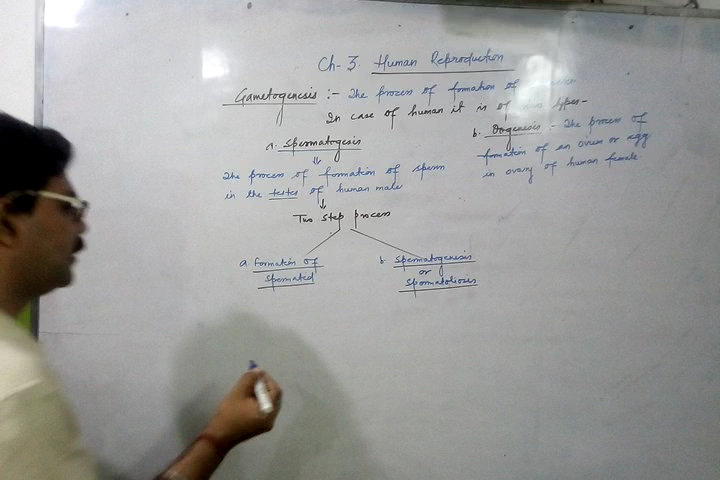 Ch- 3. Human Reproduction
Gametogenesis :- The process of formation of
In case of human it is of two types-
a. Spermatogesis
The process of formation of sperm
in the testes of human male
Two step process
a. Formation of
Spermatid
b. Spermatogenesis
or
Spermatoliosis
b. Oogenesis - The process of
formation of an ovum or egg
in ovary of human female.